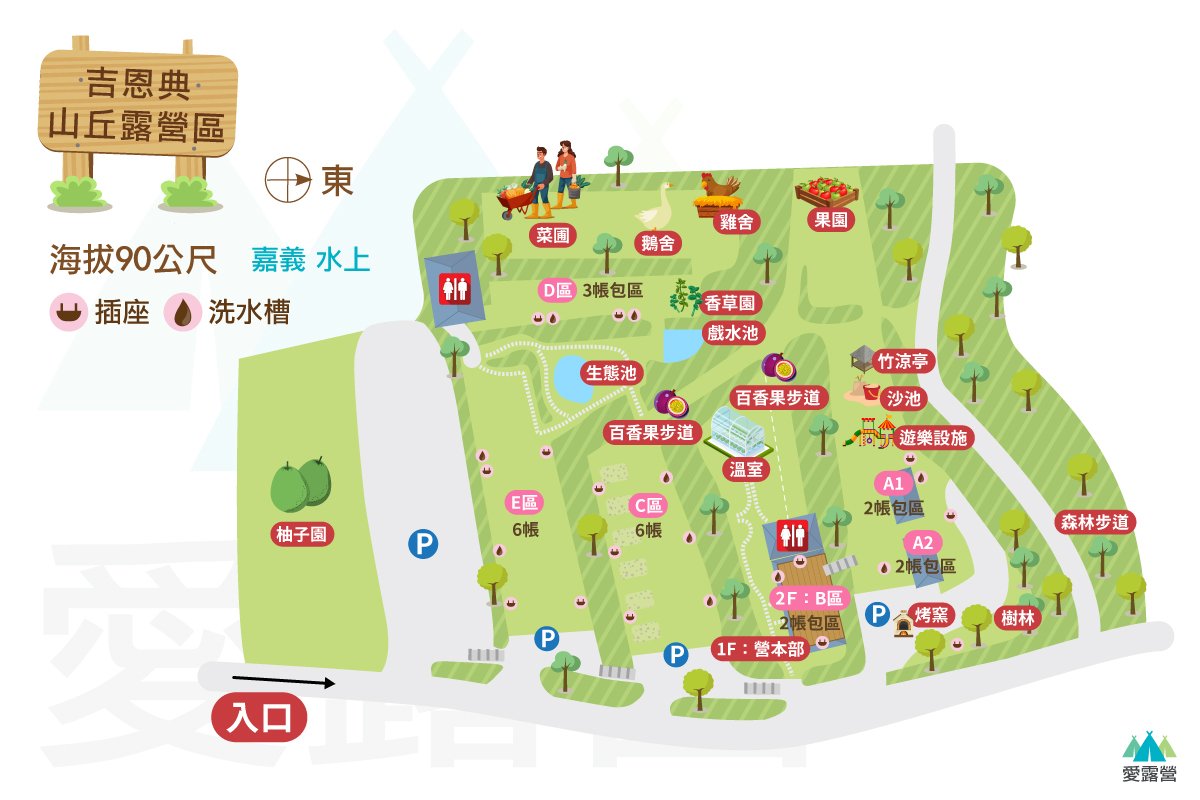 吉恩典
山丘露營區
東
海拔90公尺
嘉義 水上
插座
洗水槽
菜圃
鵝舍
雞舍
果園
D區
3帳包區
香草園
戲水池
生態池
百香果步道
百香果步道
竹涼亭
沙池
遊樂設施
溫室
柚子園
E區
6帳
C區
6帳
A1
2帳包區
A2
2帳包區
森林步道
P
2F：B區
2帳包區
1F：營本部
P
烤窯
樹林
P
P
入口
愛露營
愛露營